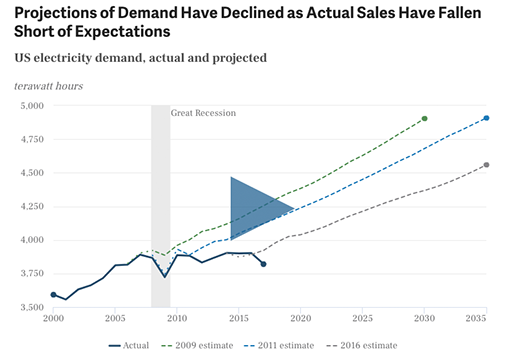 Projections of Demand Have Declined as Actual Sales Have Fallen
Short of Expectations
US electricity demand, actual and projected
terawatt hours
5,000
Great Recession
4,750
4,500
4,250
4,000
3,750
3,500
2000 2005 2010 2015 2020 2025 2030 2035
Actual 2009 estimate 2011 estimate 2016 estimate